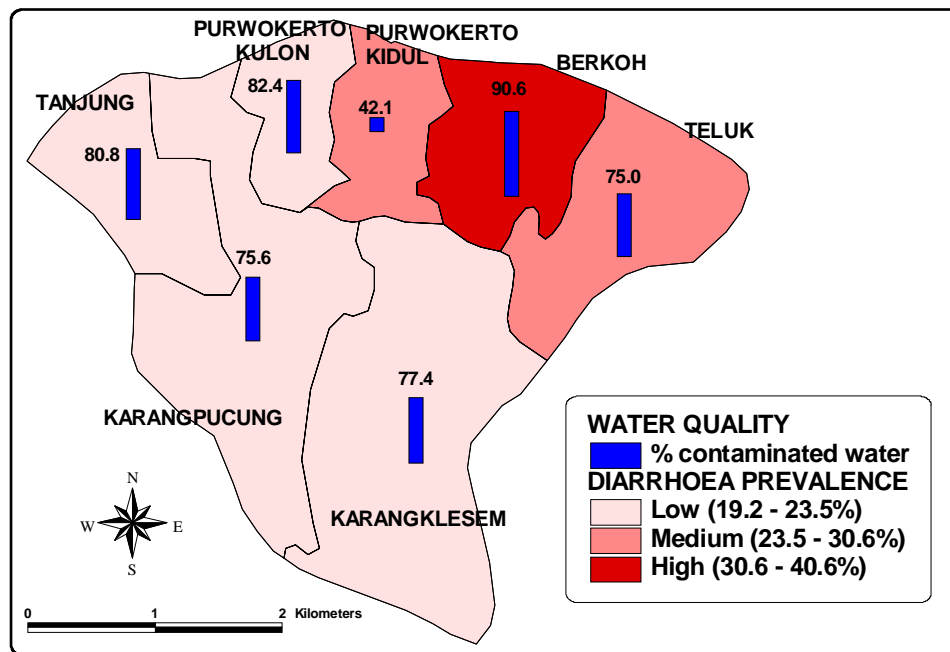 PURWOKERTO
KULON
82.4
PURWOKERTO
KIDUL
42.1
BERKOH
90.6
TELUK
75.0
TANJUNG
80.8
75.6
KARANGPUCUNG
77.4
KARANGKLESEM
N
W
E
S
0
1
2
Kilometers
WATER QUALITY
% contaminated water
DIARRHOEA PREVALENCE
Low (19.2 - 23.5%)
Medium (23.5 - 30.6%)
High (30.6 - 40.6%)